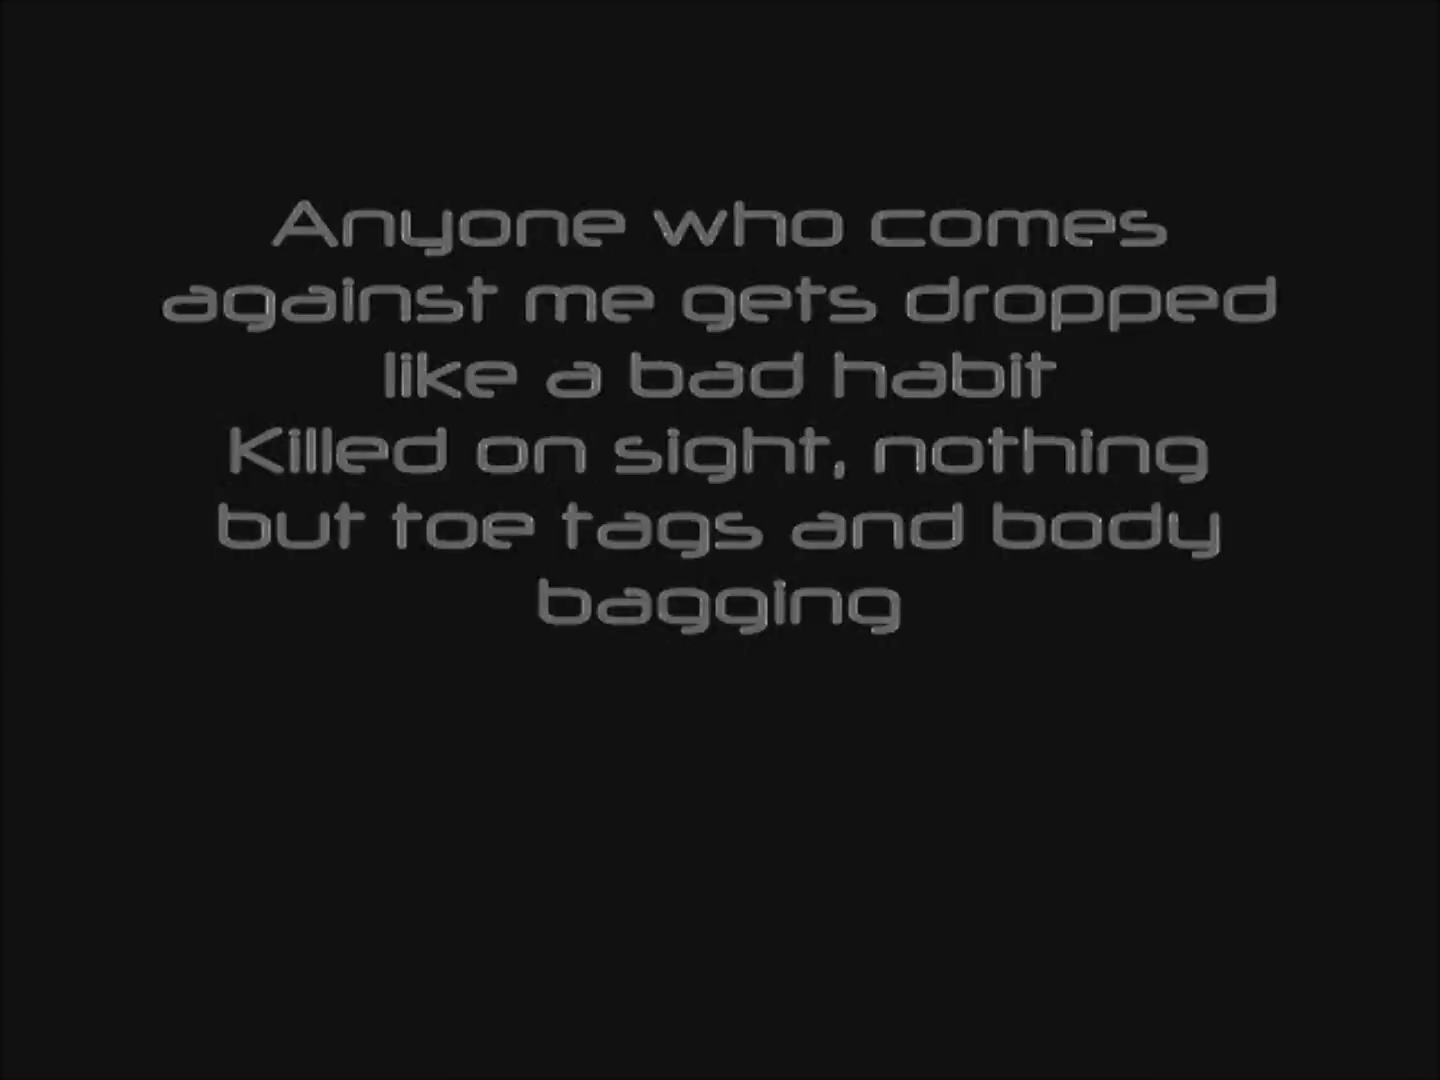 Anyone who comes
against me gets dropped
like a bad habit
Killed on sight, nothing
but toe tags and body
bagging